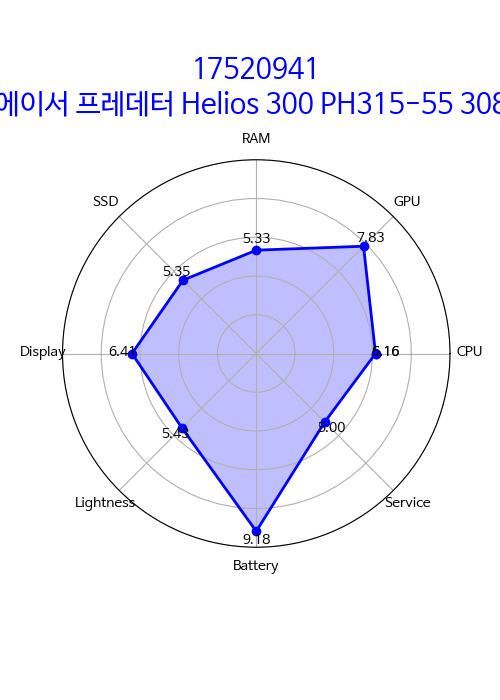 17520941
에이서 프레데터 Helios 300 PH315-55 308
RAM
SSD
GPU
5.33
7.83
5.35
Display
6.41
6.16
CPU
5.43
5.00
Lightness
Service
9.18
Battery